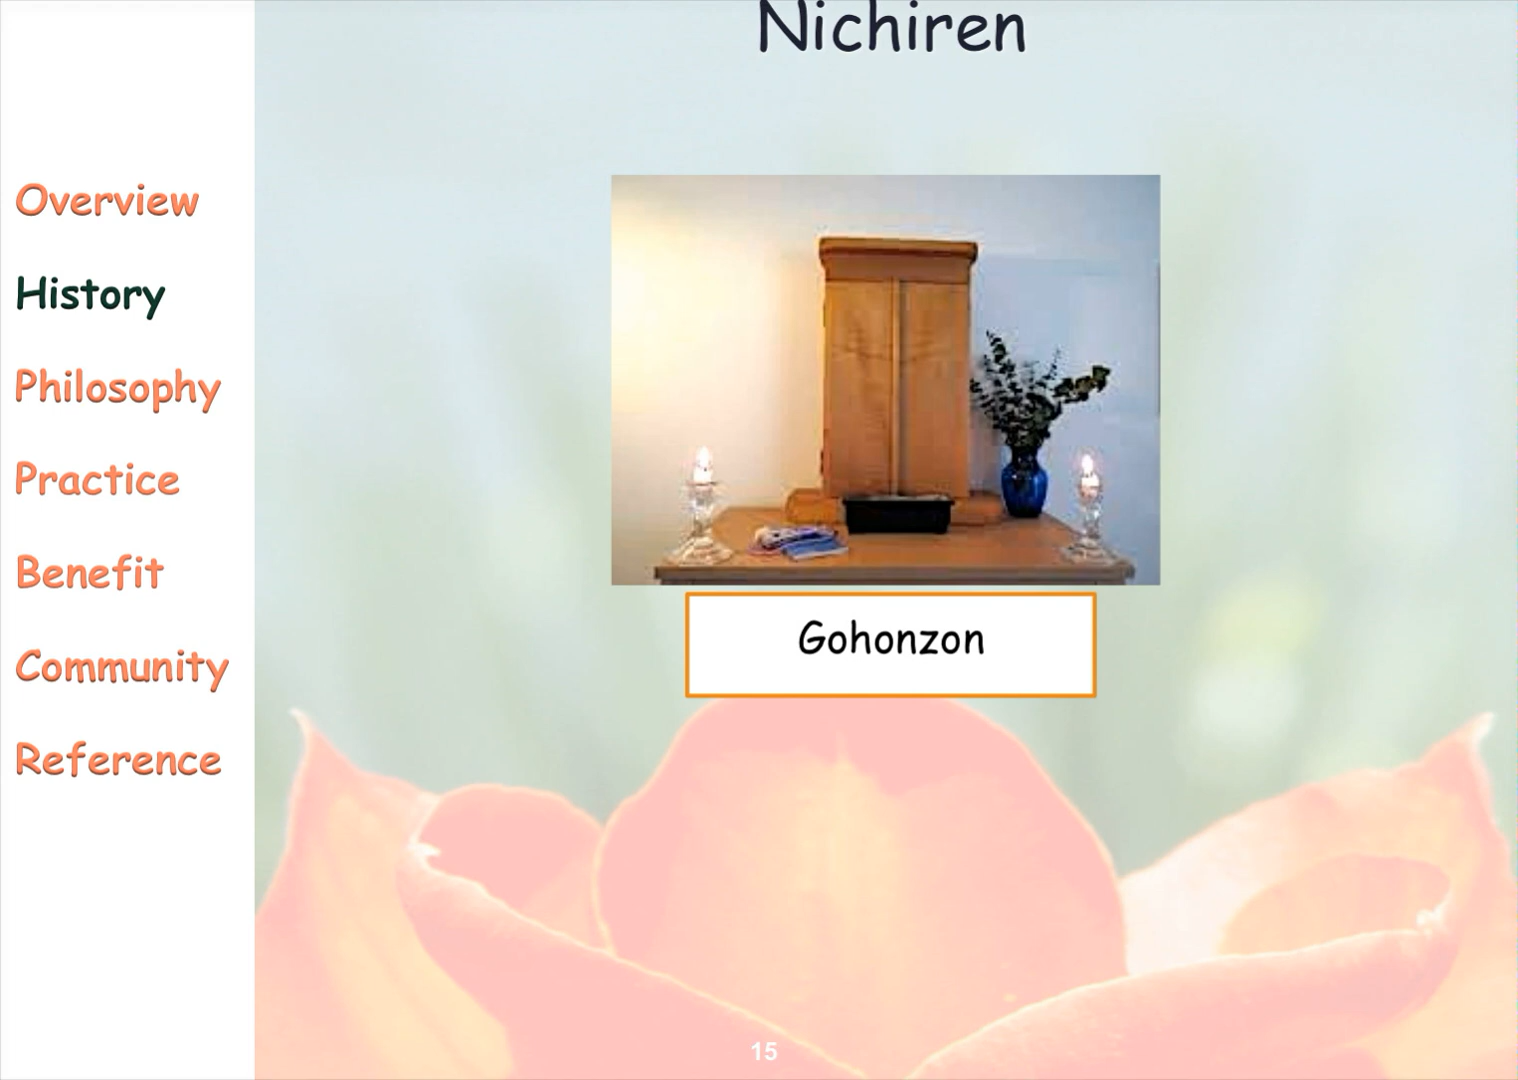 Nichiren
Overview
History
Philosophy
Practice
Benefit
Community
Reference
Gohonzon
15